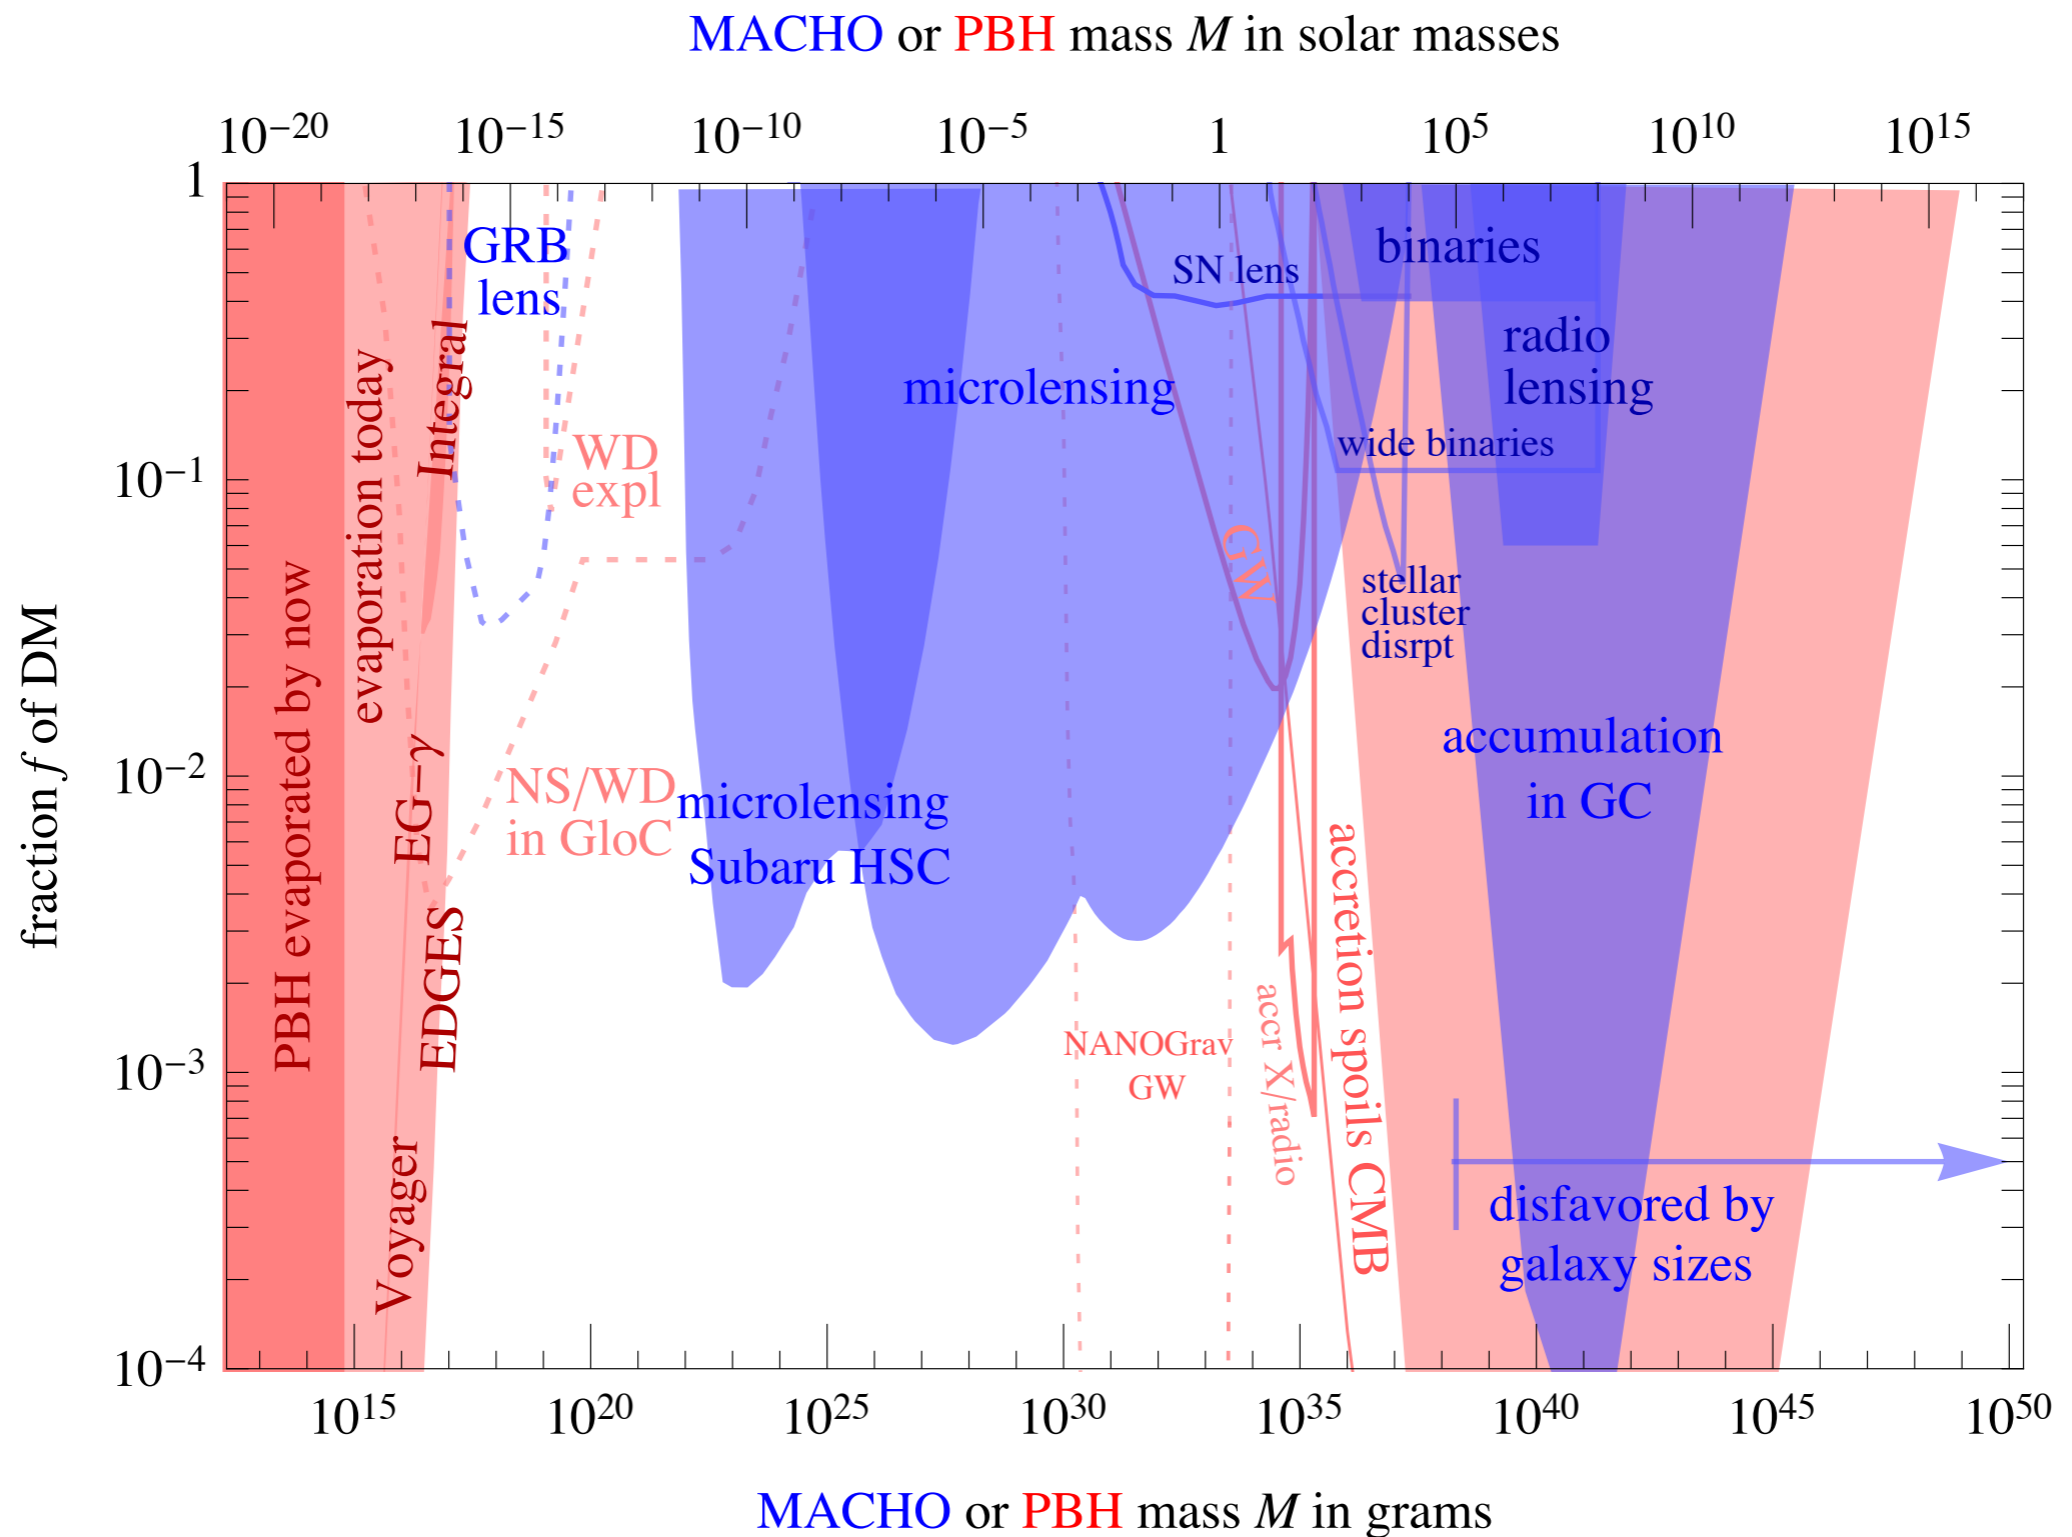 MACHO or PBH mass M in solar masses
10−20 10−15 10−10 10−5 1 105 1010 1015
1
10−1
10−2
10−3
10−4
fraction f of DM
GRB
lens
SN lens
binaries
radio
lensing
microlensing
wide binaries
WD
expl
Integral
evaporation today
PBH evaporated by now
GW
stellar
cluster
disrpt
accumulation
in GC
EG−γ
NS/WD
in GloC
microlensing
Subaru HSC
EDGES
accretion spoils CMB
accr X/radio
NANOGrav
GW
Voyager
disfavored by
galaxy sizes
1015 1020 1025 1030 1035 1040 1045 1050
MACHO or PBH mass M in grams